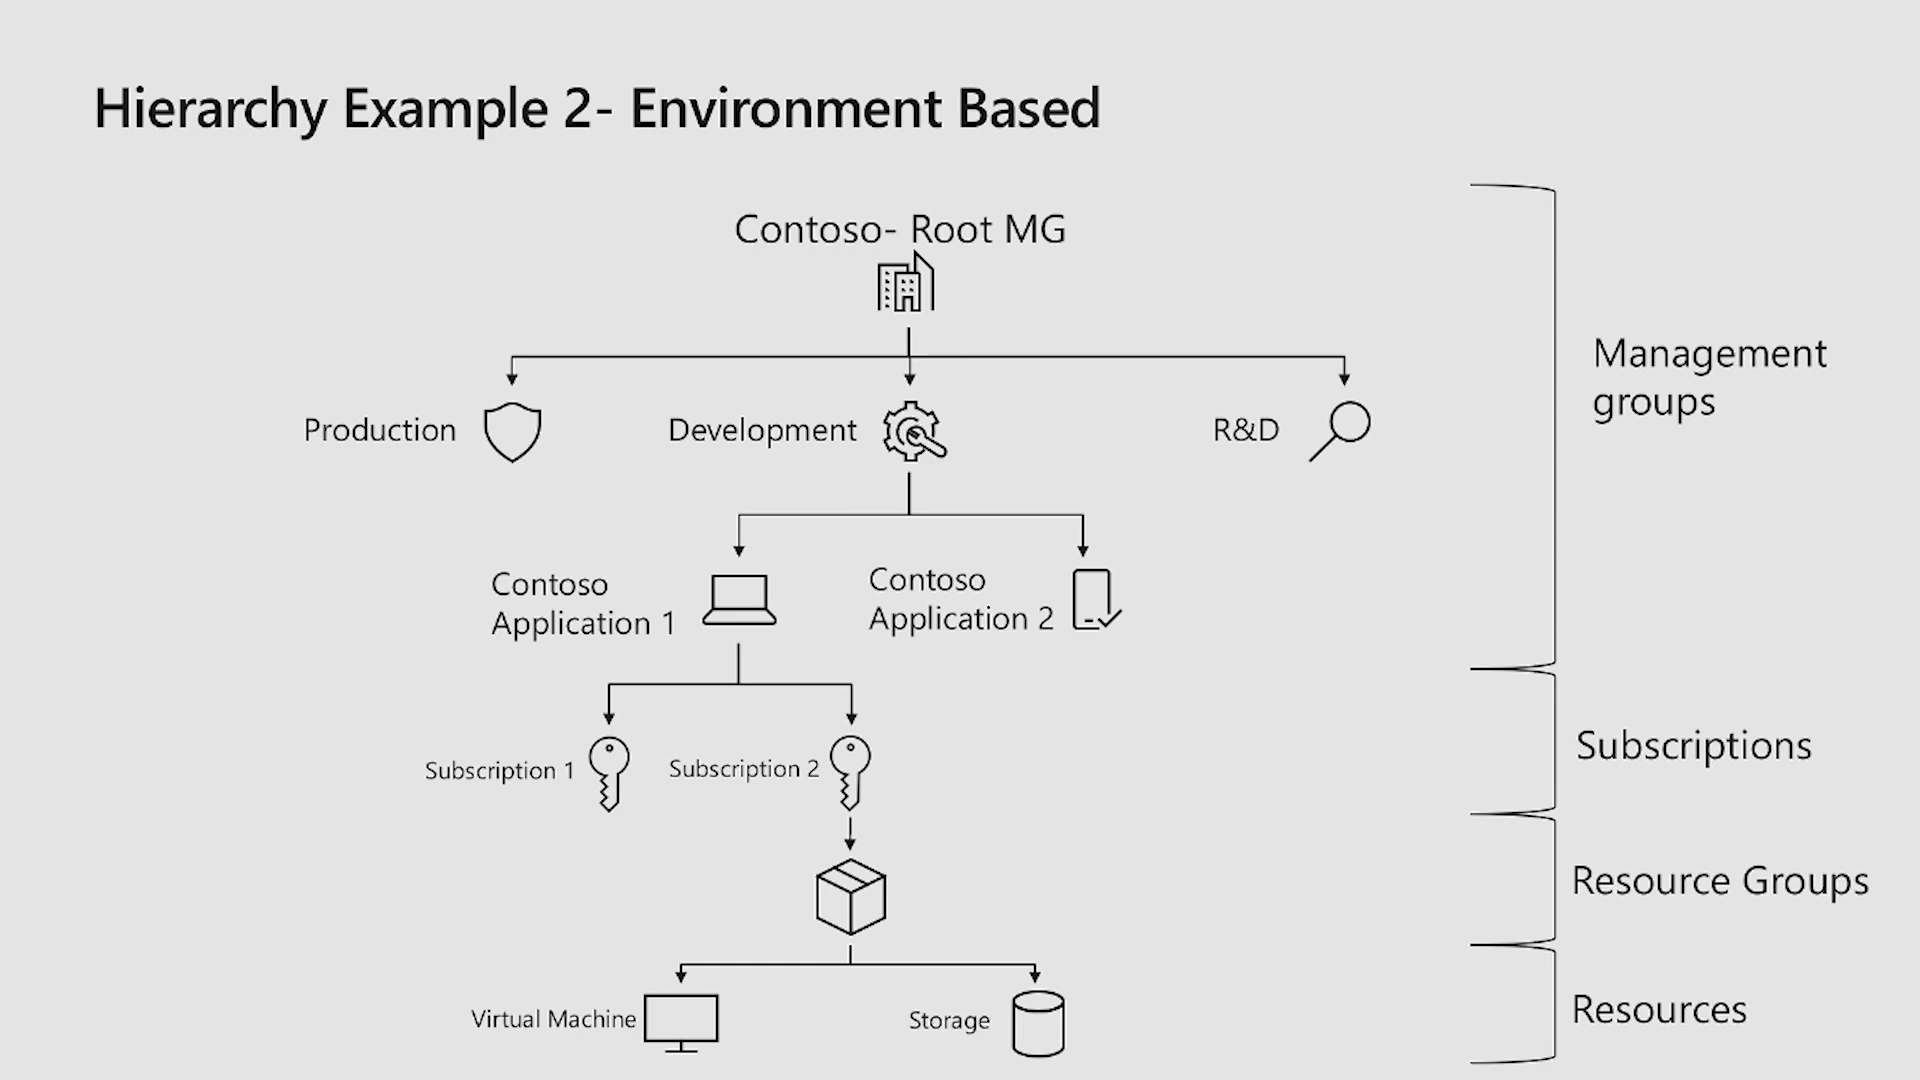 Hierarchy Example 2- Environment Based
Contoso- Root MG
Management
groups
Production
Development
R&D
Contoso
Application 1
Contoso
Application 2
Subscription 1
Subscription 2
Subscriptions
Resource Groups
Virtual Machine
Storage
Resources